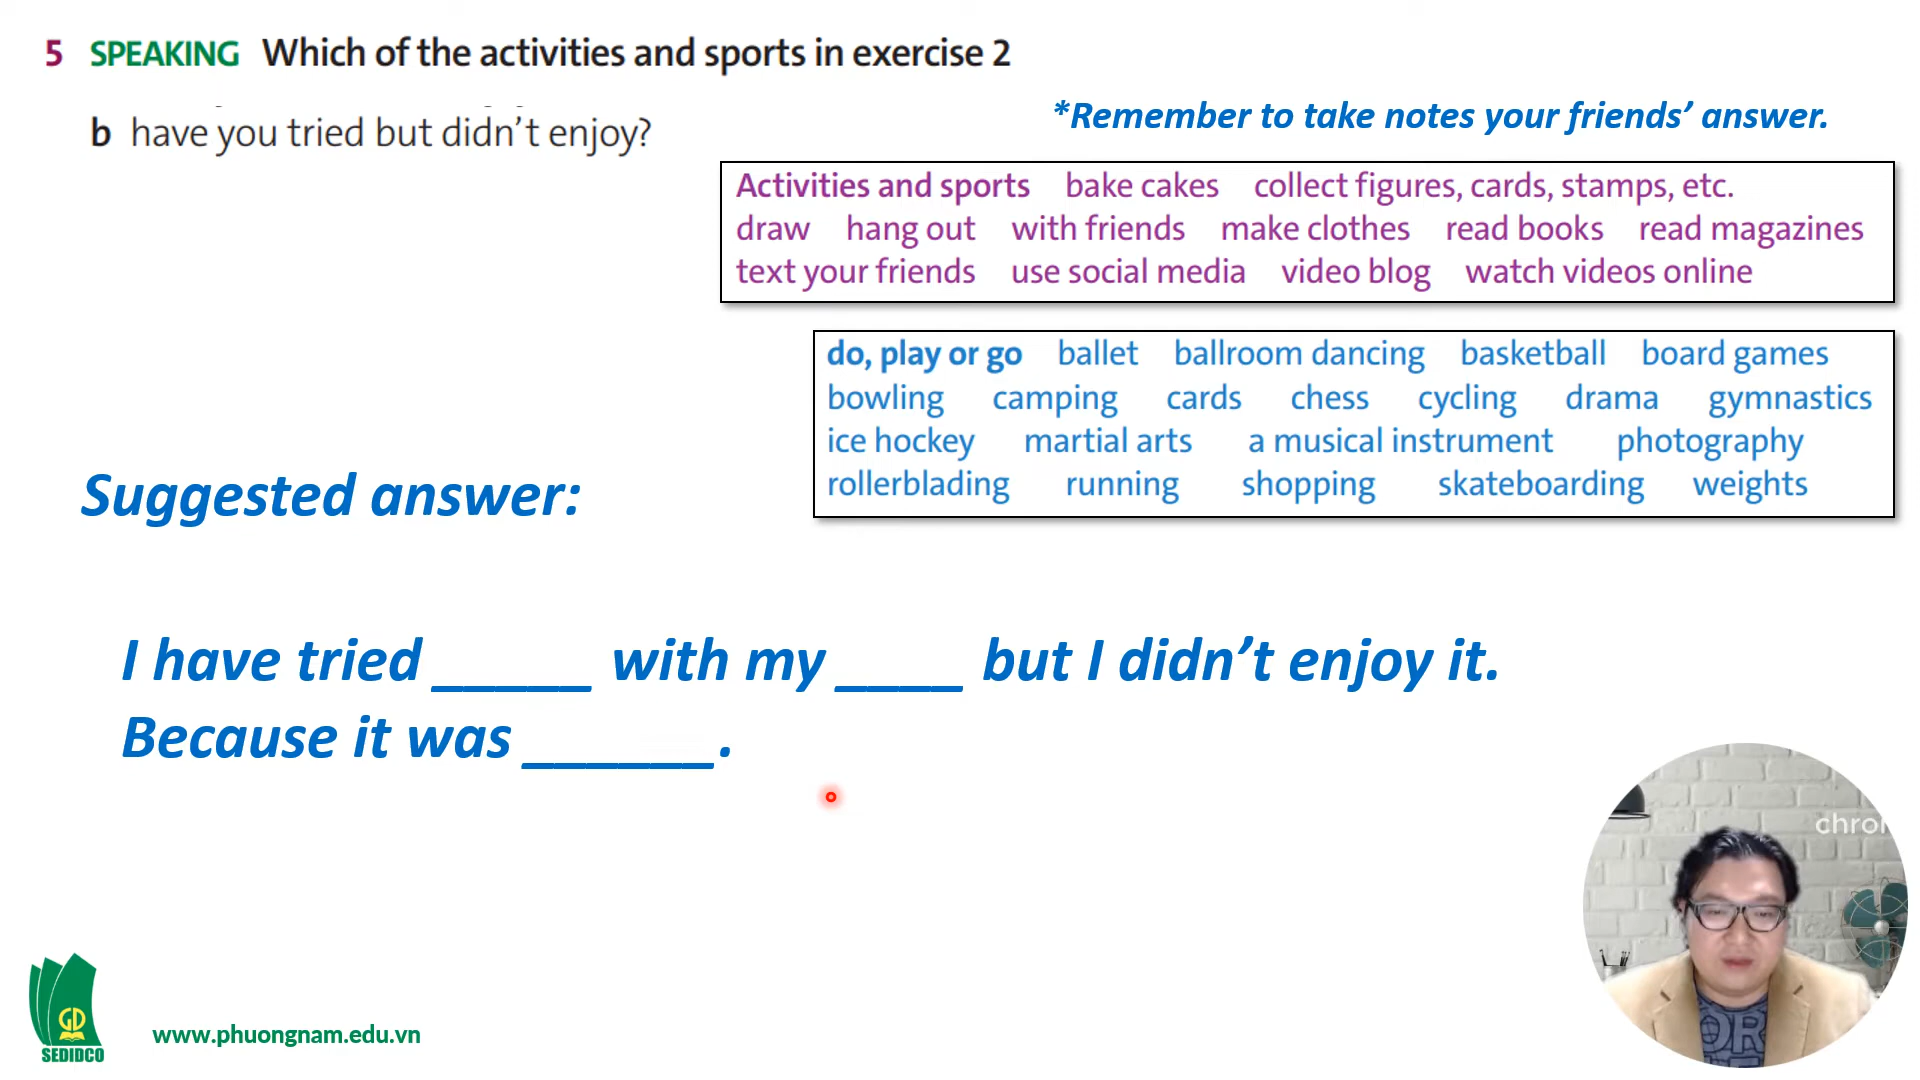 5 SPEAKING Which of the activities and sports in exercise 2
b have you tried but didn't enjoy?
*Remember to take notes your friends' answer.
Activities and sports bake cakes collect figures, cards, stamps, etc.
draw hang out with friends make clothes read books read magazines
text your friends use social media video blog watch videos online
do, play or go ballet ballroom dancing basketball board games
bowling camping cards chess cycling drama gymnastics
ice hockey martial arts a musical instrument photography
rollerblading running shopping skateboarding weights
Suggested answer:
I have tried _____ with my ____ but I didn't enjoy it.
Because it was ______.
GD
SEDIDCO
www.phuongnam.edu.vn